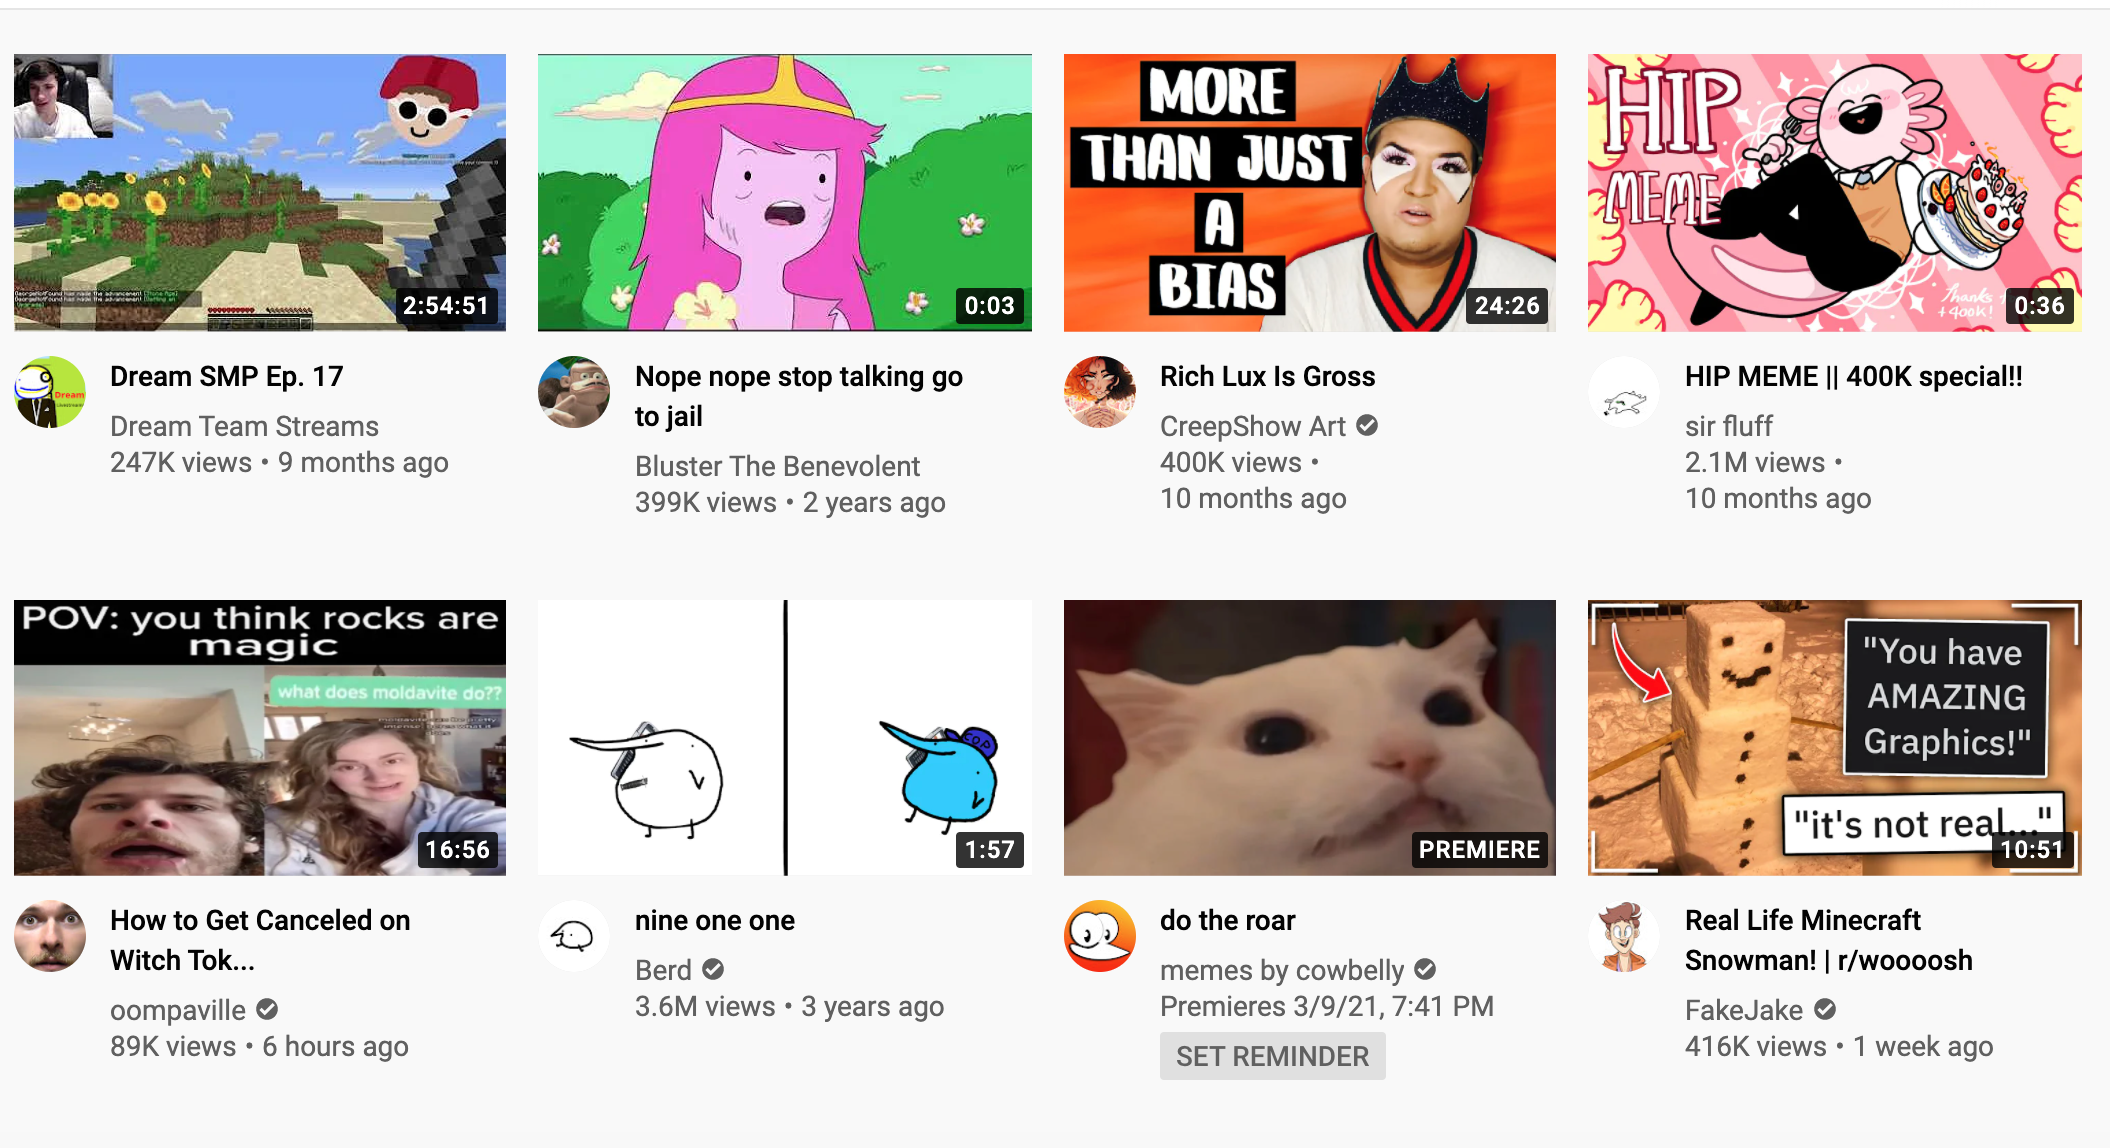 2:54:51
Dream SMP Ep. 17
Dream
Dream Team Streams
247K views • 9 months ago
0:03
Nope nope stop talking go
to jail
Bluster The Benevolent
399K views • 2 years ago
MORE
THAN JUST
A
BIAS
24:26
Rich Lux Is Gross
CreepShow Art
400K views •
10 months ago
HIP
MEME
Thanks
400K!
0:36
HIP MEME || 400K special!!
sir fluff
2.1M views •
10 months ago
POV: you think rocks are
magic
what does moldavite do??
16:56
How to Get Canceled on
Witch Tok...
oompaville
89K views • 6 hours ago
COP
1:57
nine one one
Berd
3.6M views • 3 years ago
PREMIERE
do the roar
memes by cowbelly
Premieres 3/9/21, 7:41 PM
SET REMINDER
"You have
AMAZING
Graphics!"
"it's not real..."
10:51
Real Life Minecraft
Snowman! | r/woooosh
FakeJake
416K views • 1 week ago